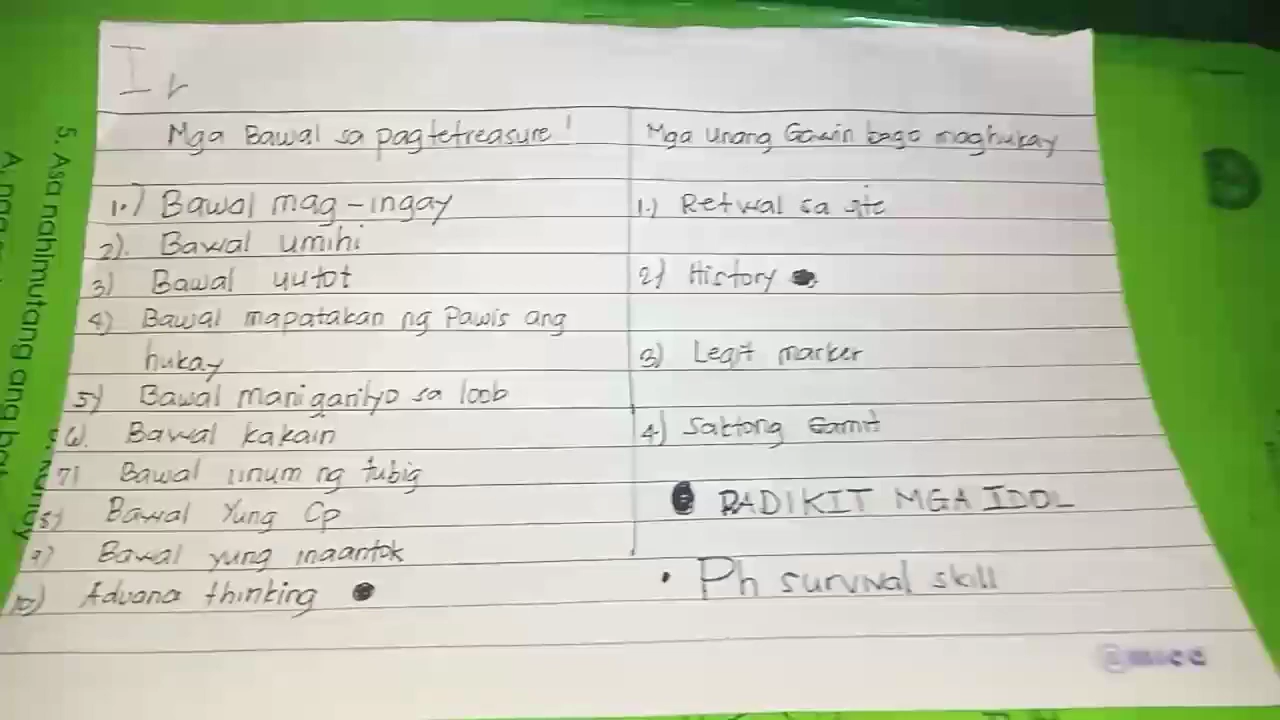 Mga Bawal sa pagtetreasure!
1.) Bawal mag-ingay
2). Bawal umihi
3) Bawal uutot
4) Bawal mapatakan ng Pawis ang
hukay
5) Bawal manigarilyo sa loob
6). Bawal kakain
7) Bawal iinum ng tubig
8) Bawal Yung Cp
9) Bawal yung inaantok
10) Advana thinking
Mga Unang Gawin bago maghukay
1.) Retwal sa site
2) History
3) Legit marker
4) Saktong Gamit
PADIKIT MGA IDOL
• Ph survival skill
5. Asa nahimutang ang